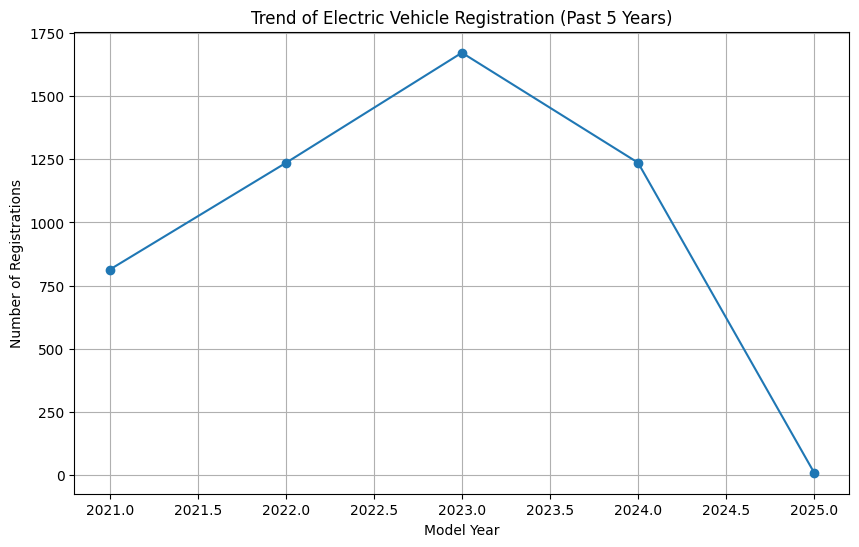 Trend of Electric Vehicle Registration (Past 5 Years)
Number of Registrations
1750
1500
1250
1000
750
500
250
0
2021.0 2021.5 2022.0 2022.5 2023.0 2023.5 2024.0 2024.5 2025.0
Model Year